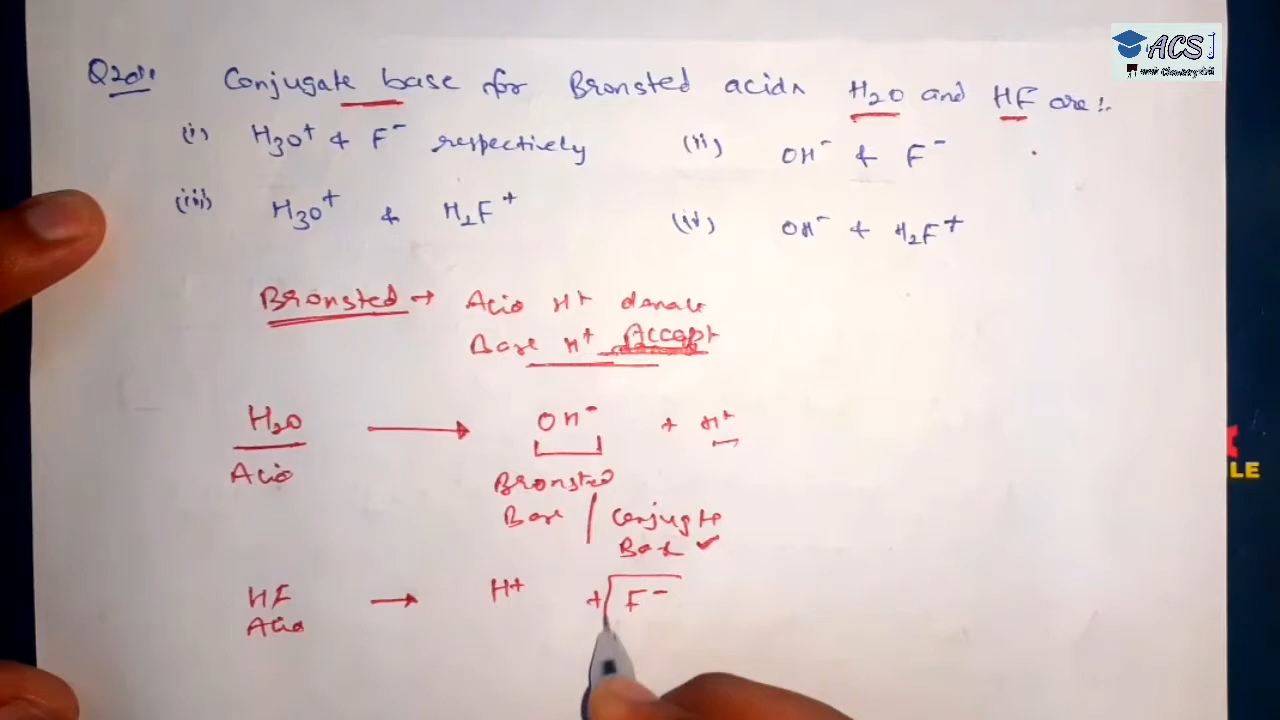 Q20:
Conjugate base for Bronsted acids H2O and HF are :
(i) H3O+ & F- respectively (ii) OH- & F-
(iii) H3O+ & H2F+ (iv) OH- & H2F+
Bronsted → Acid H+ donate
Base H+ Accept
H2O → OH- + H+
Acid
Bronsted
Base / Conjugate
Base ✓
HF → H+ + F-
Acid
ACS
LE